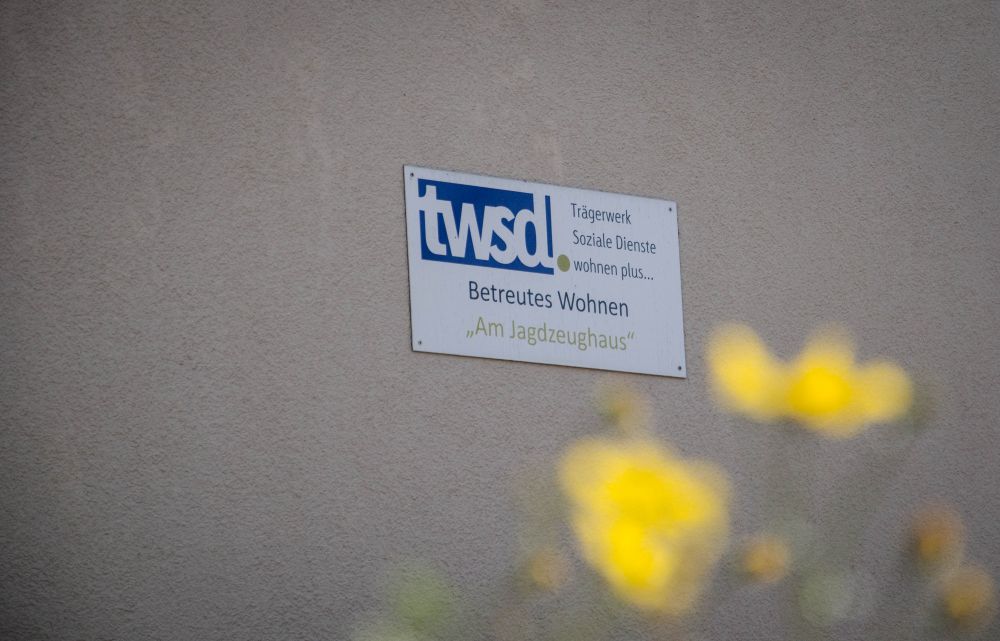 twsd.
Trägerwerk
Soziale Dienste
wohnen plus...
Betreutes Wohnen
„Am Jagdzeughaus“